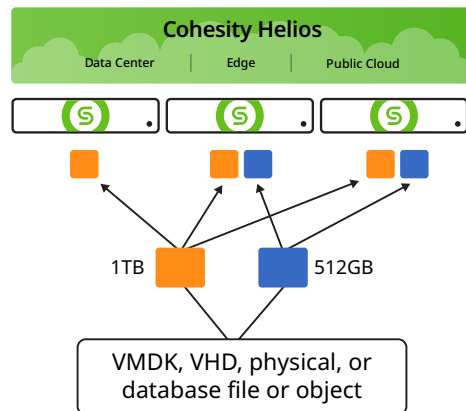 Cohesity Helios
Data Center | Edge | Public Cloud
1TB
512GB
VMDK, VHD, physical, or
database file or object